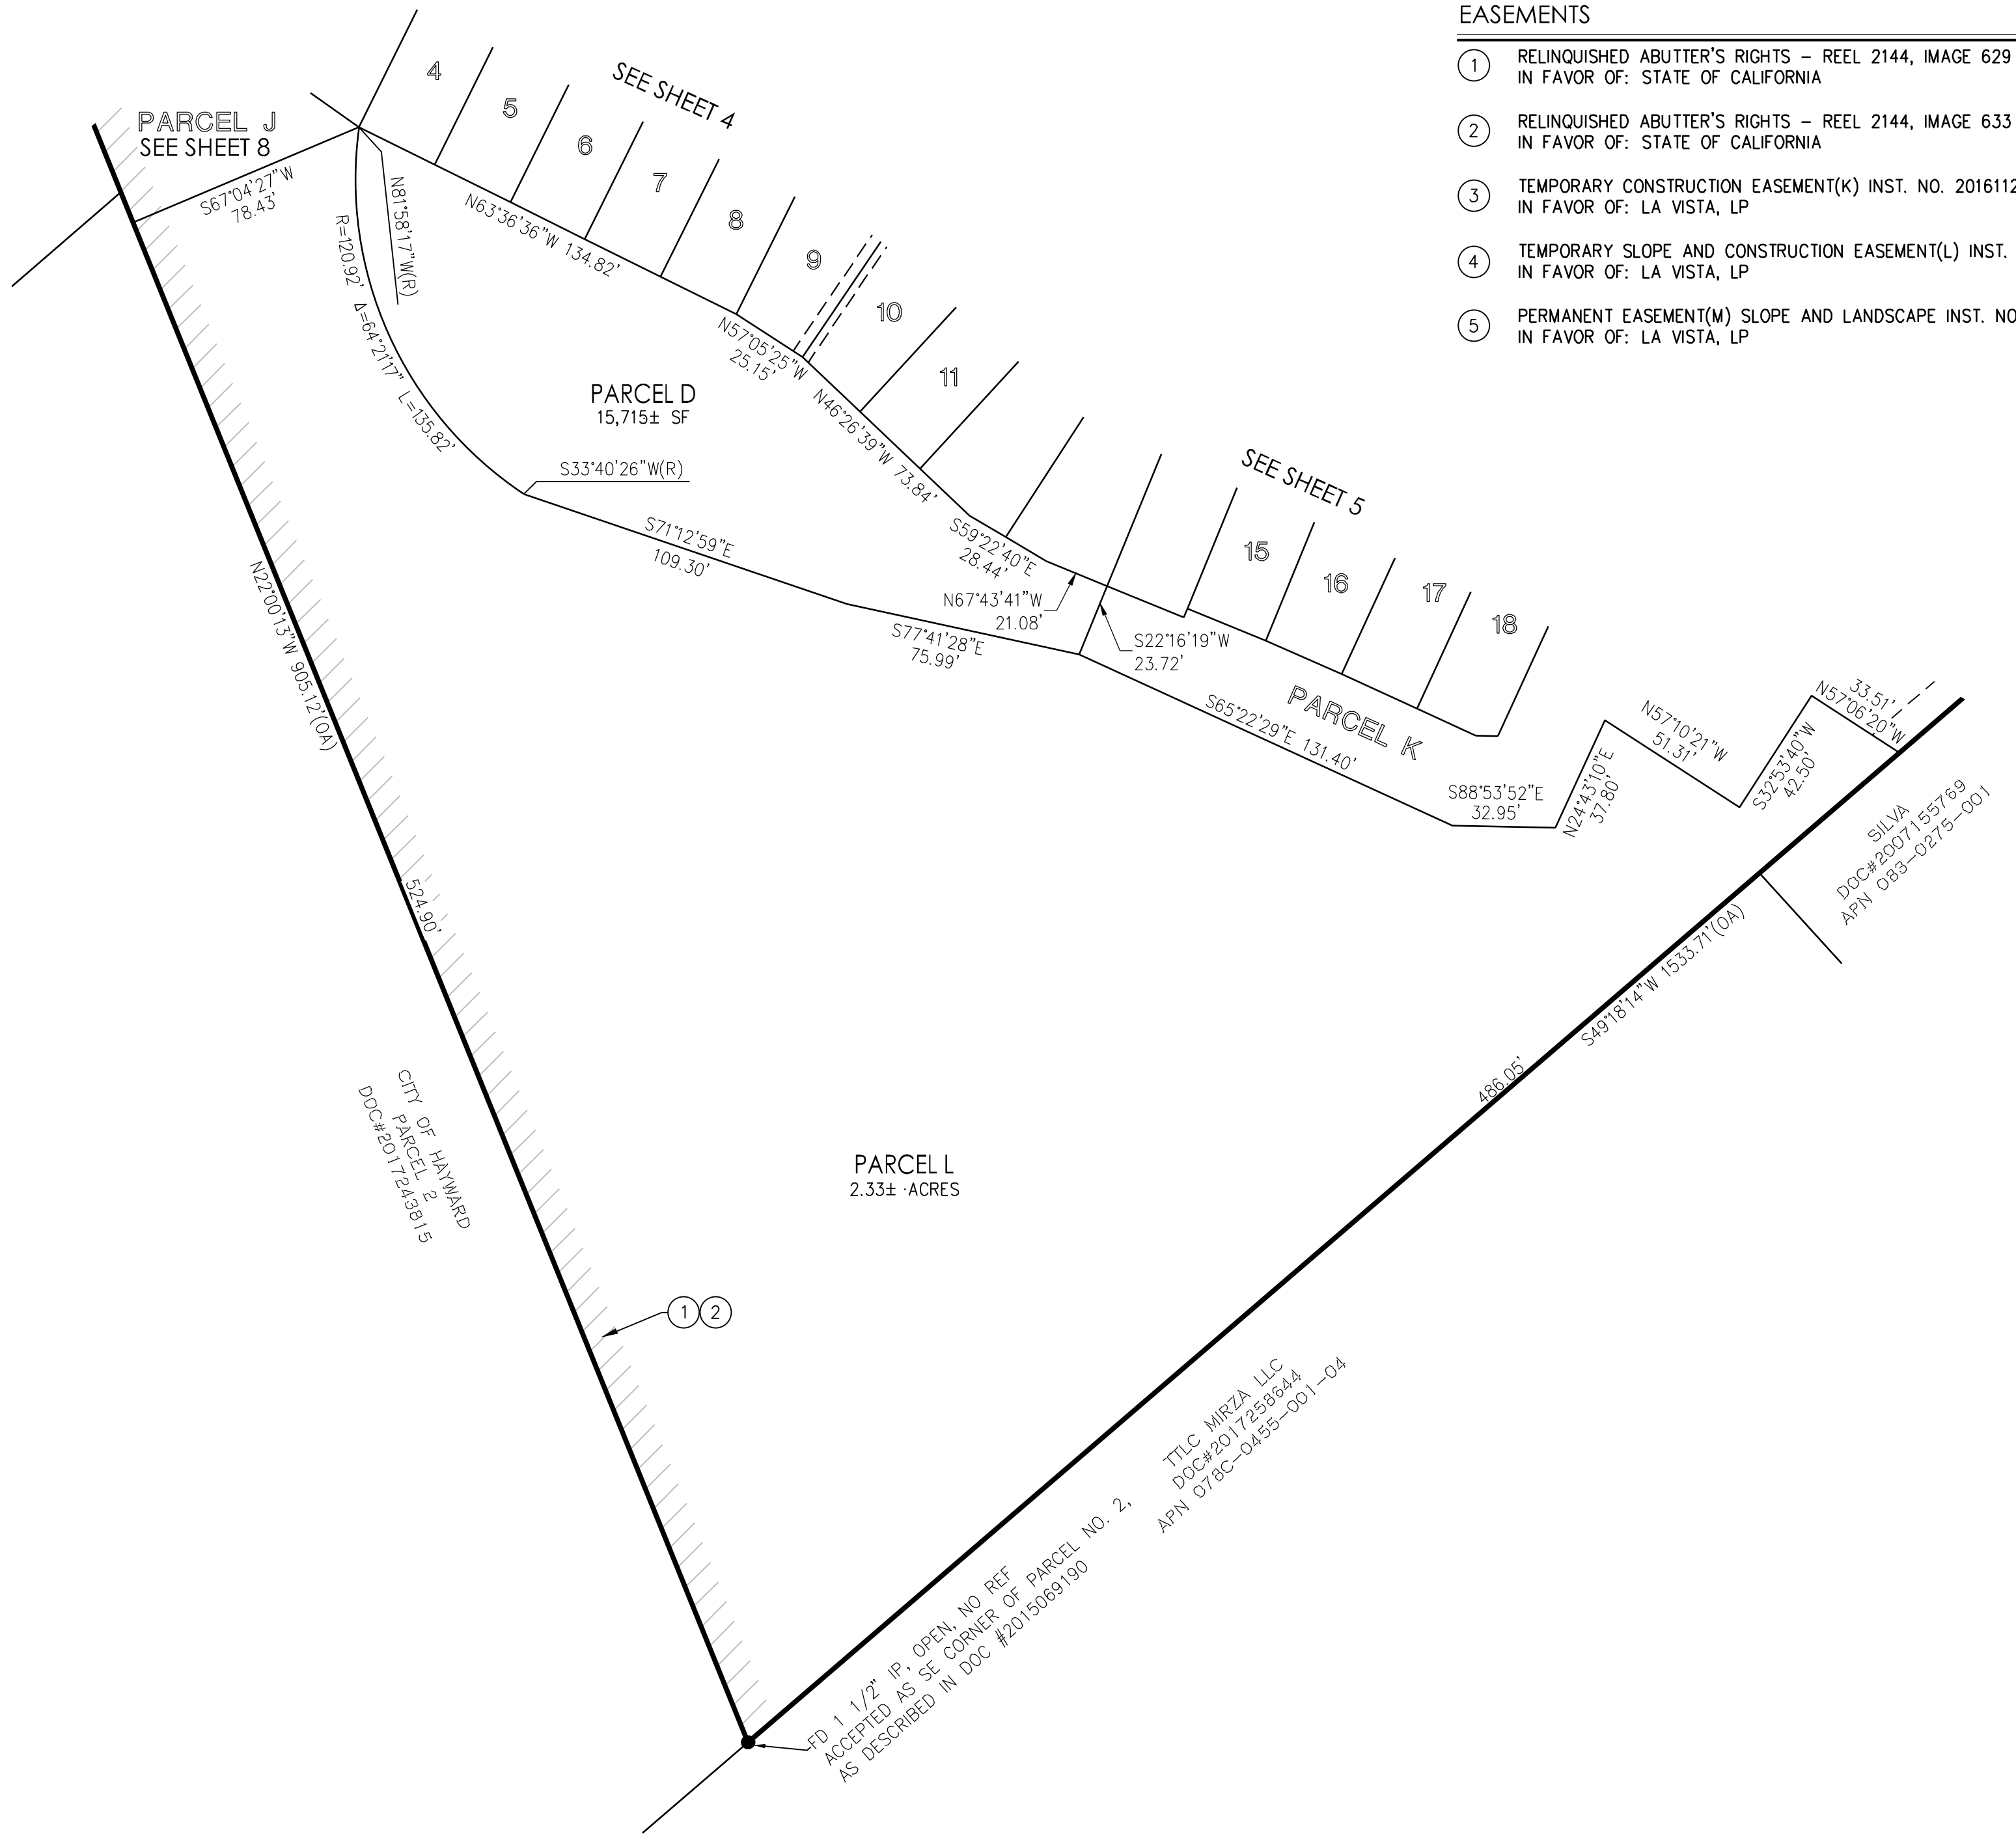 EASEMENTS
1 RELINQUISHED ABUTTER'S RIGHTS – REEL 2144, IMAGE 629
IN FAVOR OF: STATE OF CALIFORNIA
2 RELINQUISHED ABUTTER'S RIGHTS – REEL 2144, IMAGE 633
IN FAVOR OF: STATE OF CALIFORNIA
3 TEMPORARY CONSTRUCTION EASEMENT(K) INST. NO. 2016112
IN FAVOR OF: LA VISTA, LP
4 TEMPORARY SLOPE AND CONSTRUCTION EASEMENT(L) INST.
IN FAVOR OF: LA VISTA, LP
5 PERMANENT EASEMENT(M) SLOPE AND LANDSCAPE INST. NO
IN FAVOR OF: LA VISTA, LP
PARCEL J
SEE SHEET 8
S67°04'27"W
78.43'
4
5
6
7
8
9
10
11
SEE SHEET 4
N81°58'17"W(R)
R=120.92' Δ=64°21'17" L=135.82'
N63°36'36"W 134.82'
N57°05'25"W
25.15'
N46°26'39"W 73.84'
PARCEL D
15,715± SF
S33°40'26"W(R)
S71°12'59"E
109.30'
S59°22'40"E
28.44'
N67°43'41"W
21.08'
S77°41'28"E
75.99'
S22°16'19"W
23.72'
SEE SHEET 5
15
16
17
18
PARCEL K
S65°22'29"E 131.40'
S88°53'52"E
32.95'
N24°43'10"E
37.80'
N57°10'21"W
51.31'
S32°53'40"W
42.50'
33.51'
N57°06'20"W
SILVA
DOC#2007155769
APN 083-0275-001
N22°00'13"W 905.12'(OA)
524.90'
S49°18'14"W 1533.71'(OA)
486.05'
CITY OF HAYWARD
PARCEL 2
DOC#2017243815
PARCEL L
2.33± ·ACRES
1 2
TTLC MIRZA LLC
DOC#2017258644
APN 078C-0455-001-04
FD 1 1/2" IP, OPEN, NO REF
ACCEPTED AS SE CORNER OF PARCEL NO. 2,
AS DESCRIBED IN DOC #2015069190